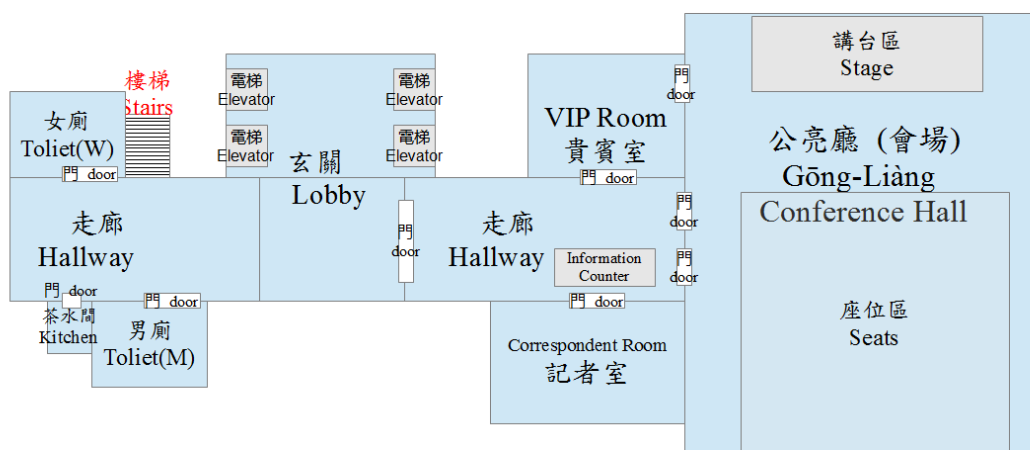 講台區
Stage
樓梯
Stairs
電梯
Elevator
電梯
Elevator
門
door
女廁
Toliet(W)
VIP Room
貴賓室
公亮廳 (會場)
Gōng-Liàng
Conference Hall
電梯
Elevator
電梯
Elevator
玄關
Lobby
門 door
門 door
走廊
Hallway
門
door
走廊
Hallway
門
door
Information
Counter
門
door
門 door
門 door
門 door
茶水間
Kitchen
男廁
Toliet(M)
Correspondent Room
記者室
座位區
Seats